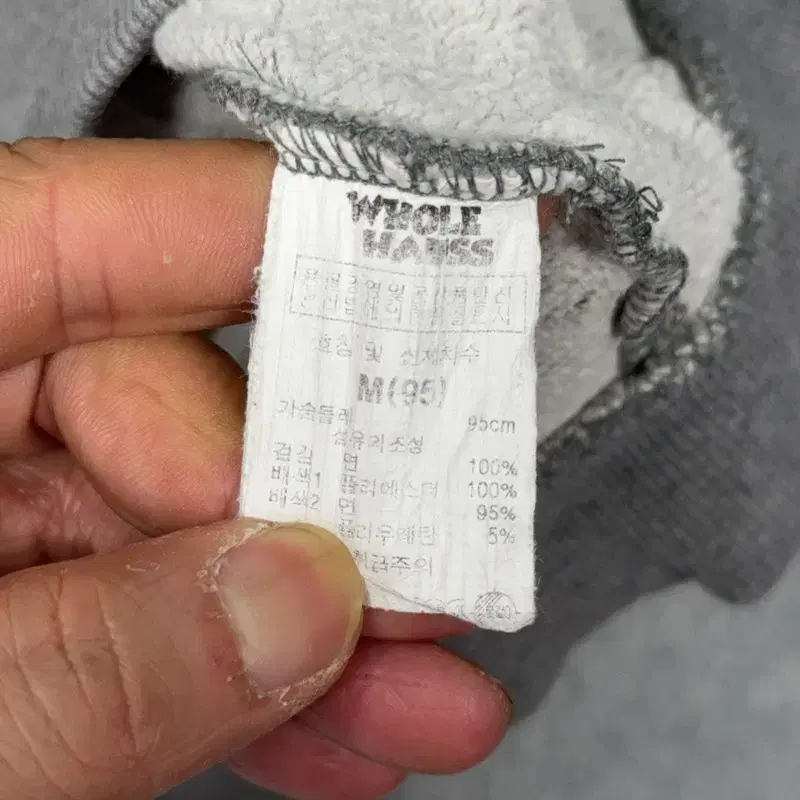 WHOLE
호칭 및 신체치수
M(95)
가슴둘레 95cm
섬유의조성
겉감 면 100%
배색1 폴리에스터 100%
배색2 면 95%
폴리우레탄 5%
취급주의